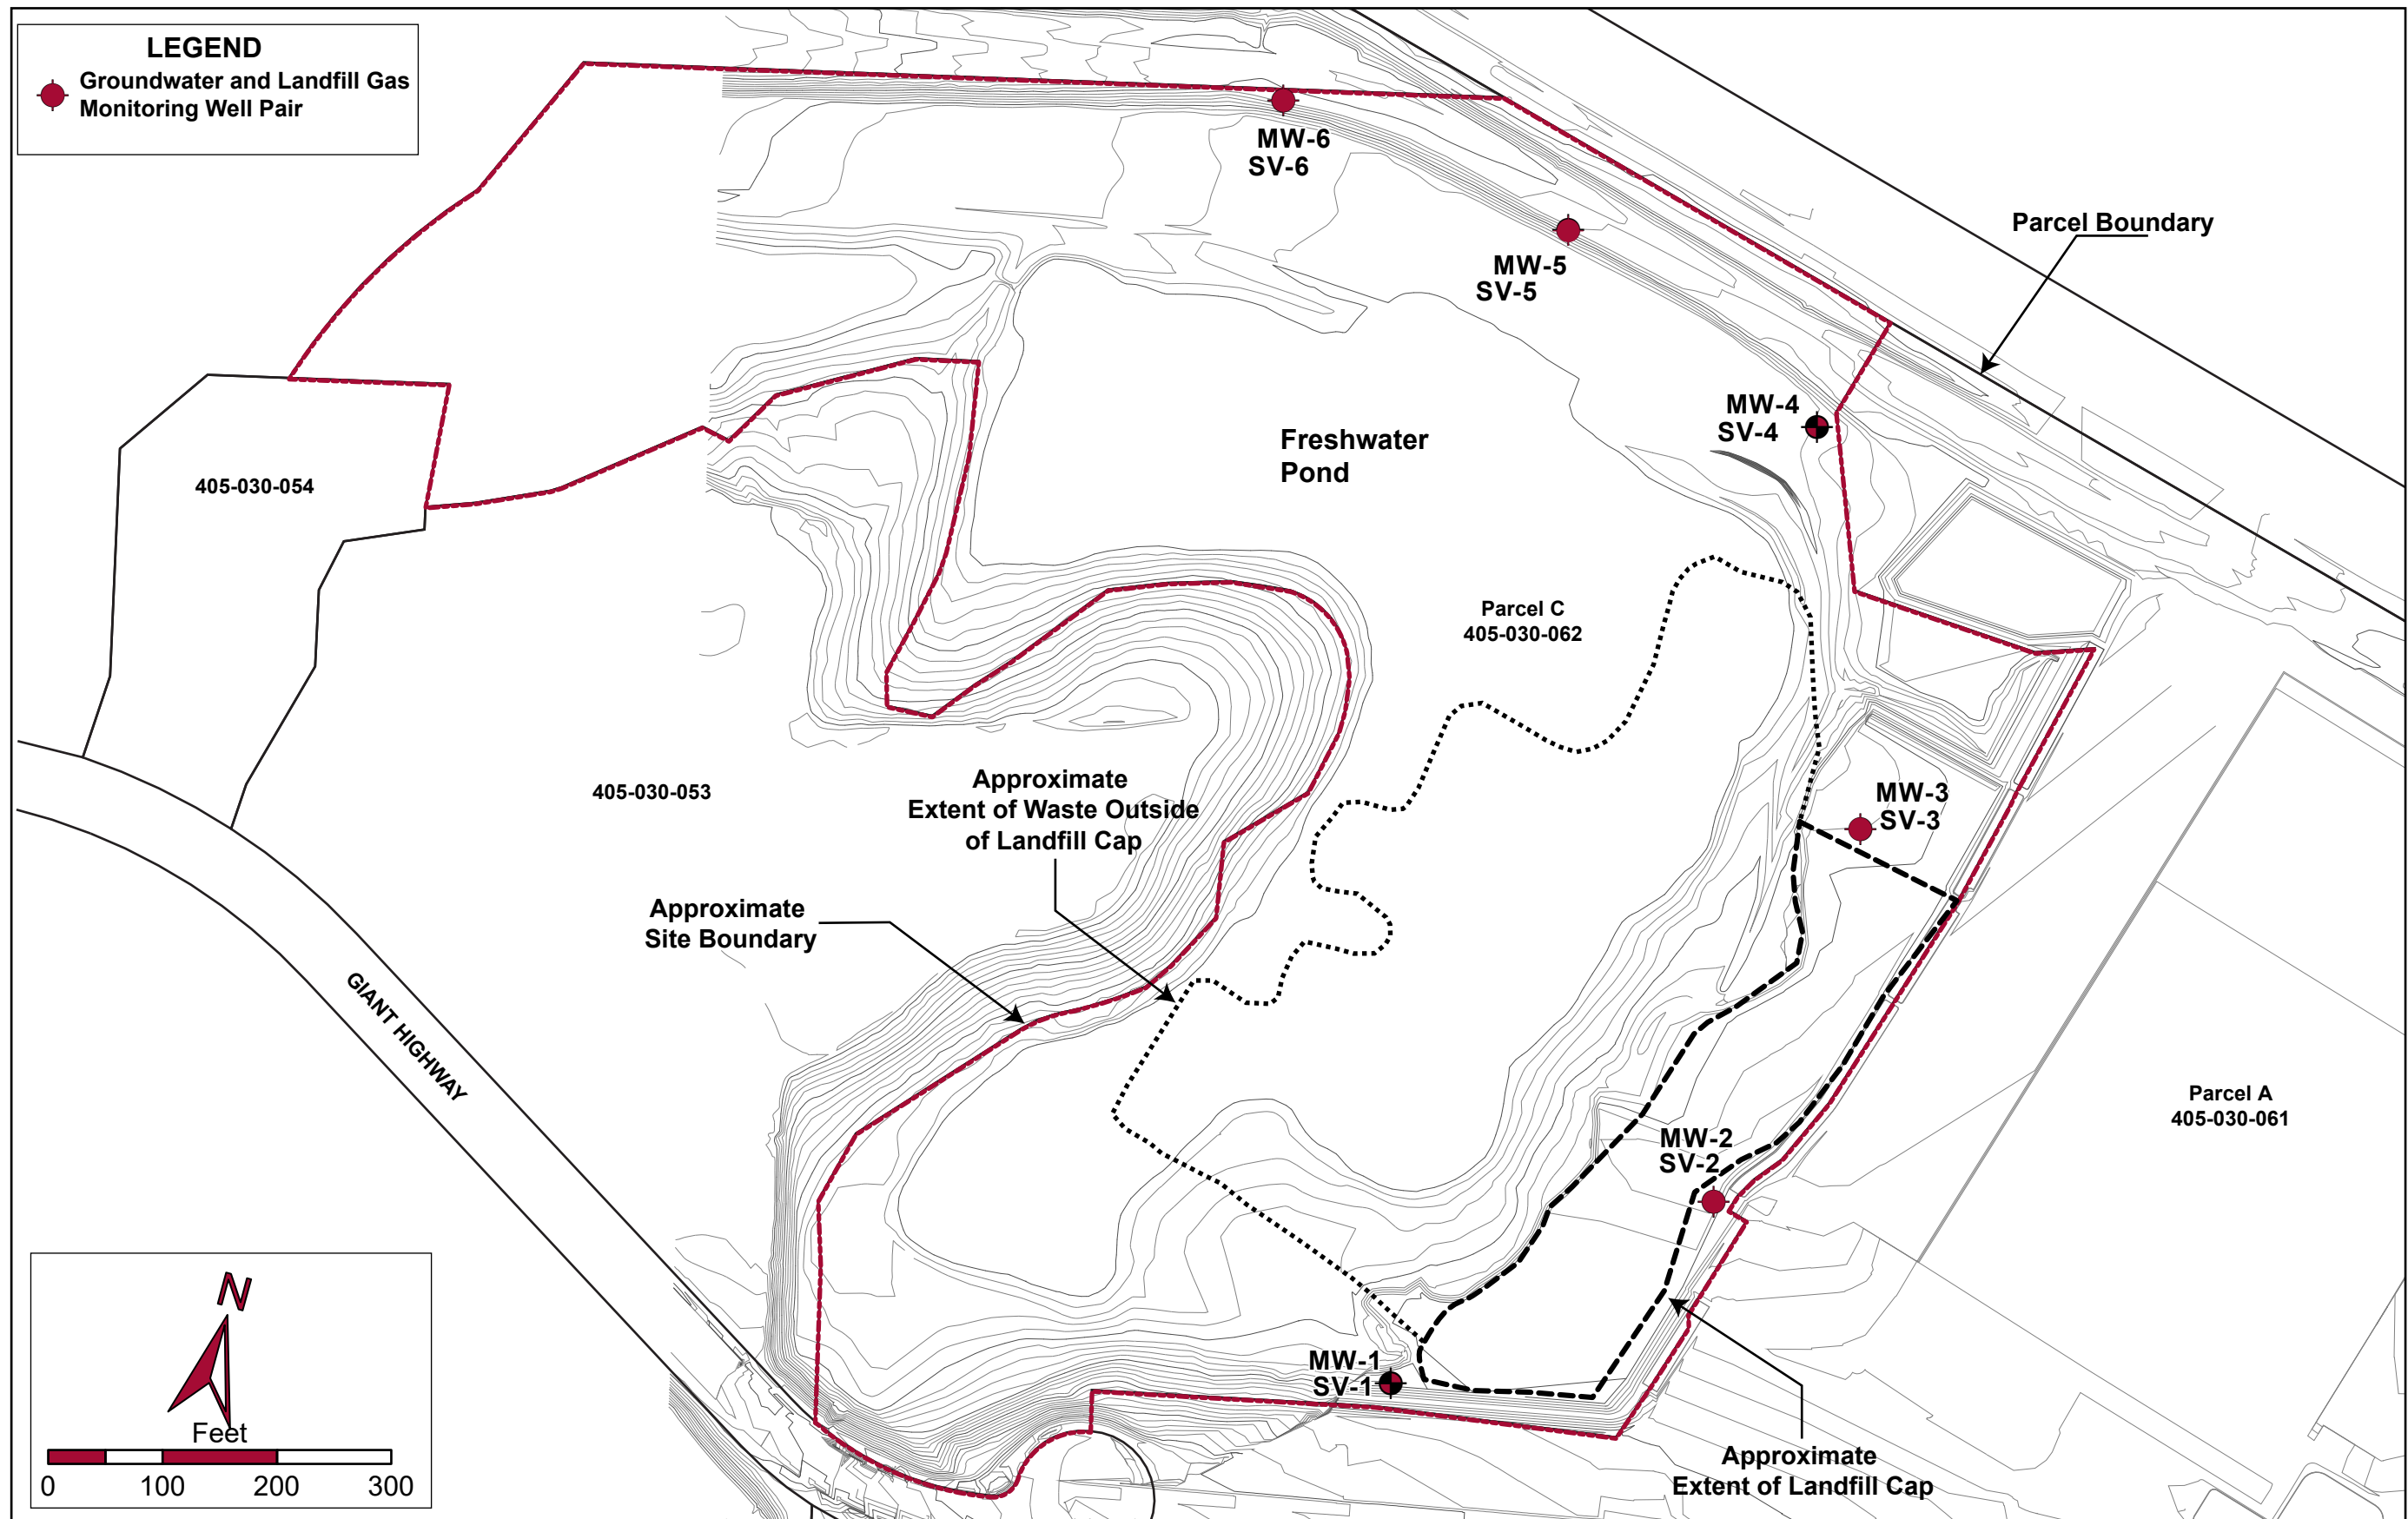 LEGEND
Groundwater and Landfill Gas
Monitoring Well Pair
MW-6
SV-6
Parcel Boundary
MW-5
SV-5
MW-4
SV-4
Freshwater
Pond
405-030-054
Parcel C
405-030-062
405-030-053
Approximate
Extent of Waste Outside
of Landfill Cap
MW-3
SV-3
Approximate
Site Boundary
GIANT HIGHWAY
Parcel A
405-030-061
MW-2
SV-2
MW-1
SV-1
Approximate
Extent of Landfill Cap
N
Feet
0 100 200 300